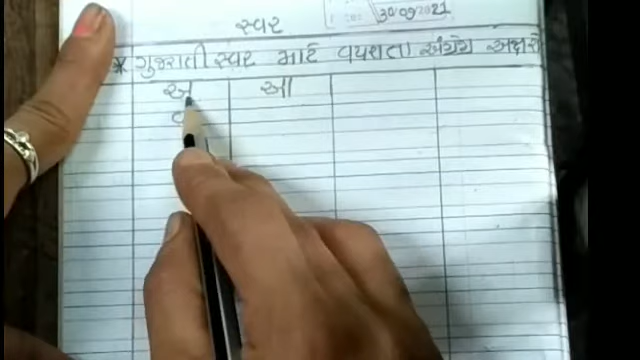 30/09/2021
સ્વર
* ગુજરાતી સ્વર માટે વપરાતા અંગ્રેજ અક્ષરો
અ આ